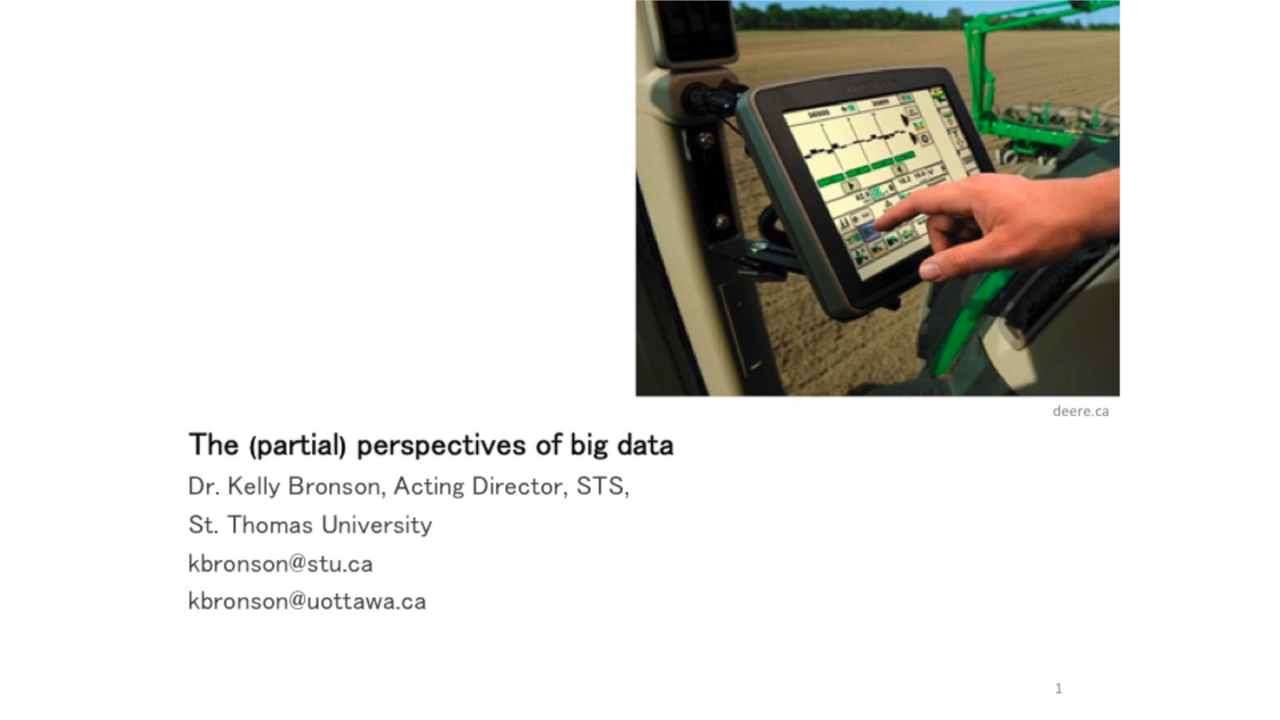 deere.ca
The (partial) perspectives of big data
Dr. Kelly Bronson, Acting Director, STS,
St. Thomas University
kbronson@stu.ca
kbronson@uottawa.ca
1